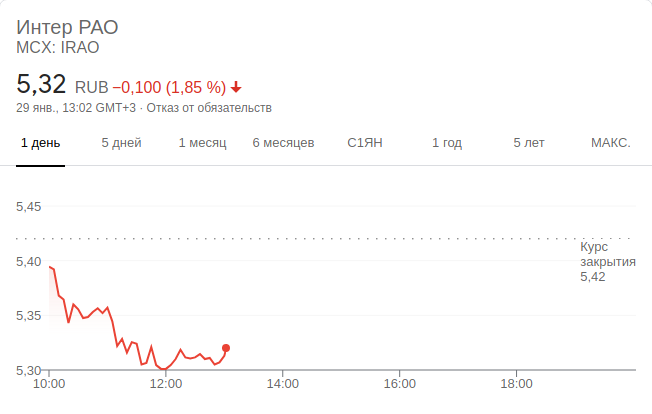 Интер РАО
MCX: IRAO
5,32 RUB −0,100 (1,85 %)
29 янв., 13:02 GMT+3 · Отказ от обязательств
1 день 5 дней 1 месяц 6 месяцев С1ЯН 1 год 5 лет МАКС.
5,45
Курс
закрытия
5,42
5,40
5,35
5,30
10:00 12:00 14:00 16:00 18:00